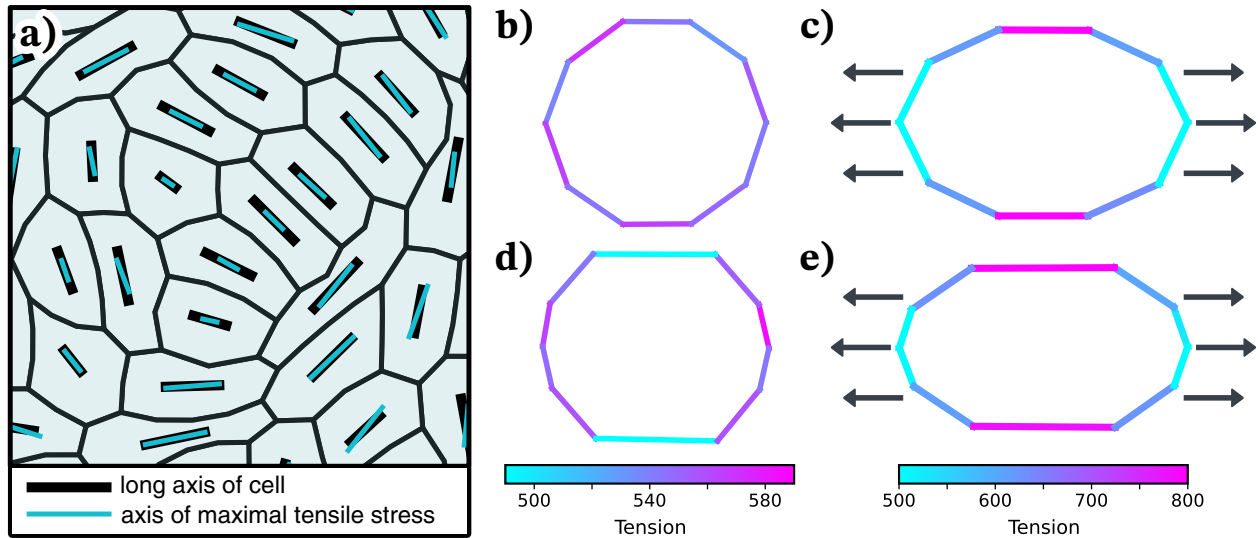 a)
long axis of cell
axis of maximal tensile stress
b)
c)
d)
e)
500 540 580
Tension
500 600 700 800
Tension